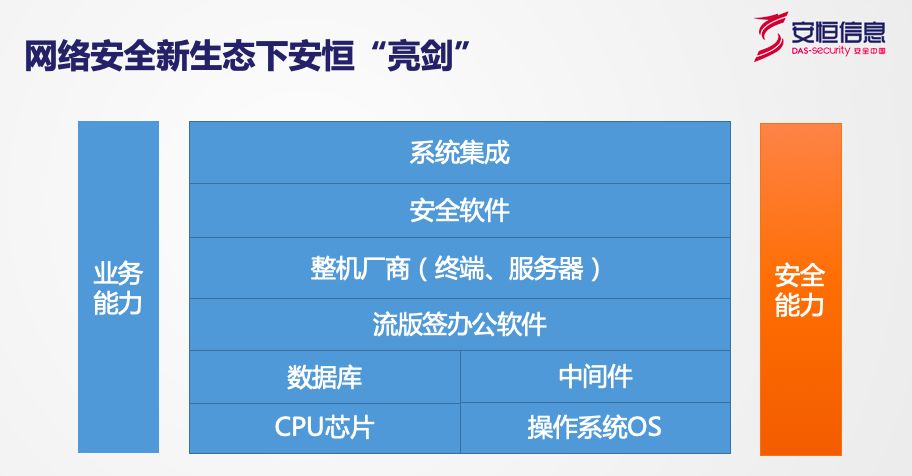 网络安全新生态下安恒“亮剑”
安恒信息
DAS-security 安全中国
业务
能力
系统集成
安全软件
整机厂商（终端、服务器）
流版签办公软件
数据库
中间件
CPU芯片
操作系统OS
安全
能力